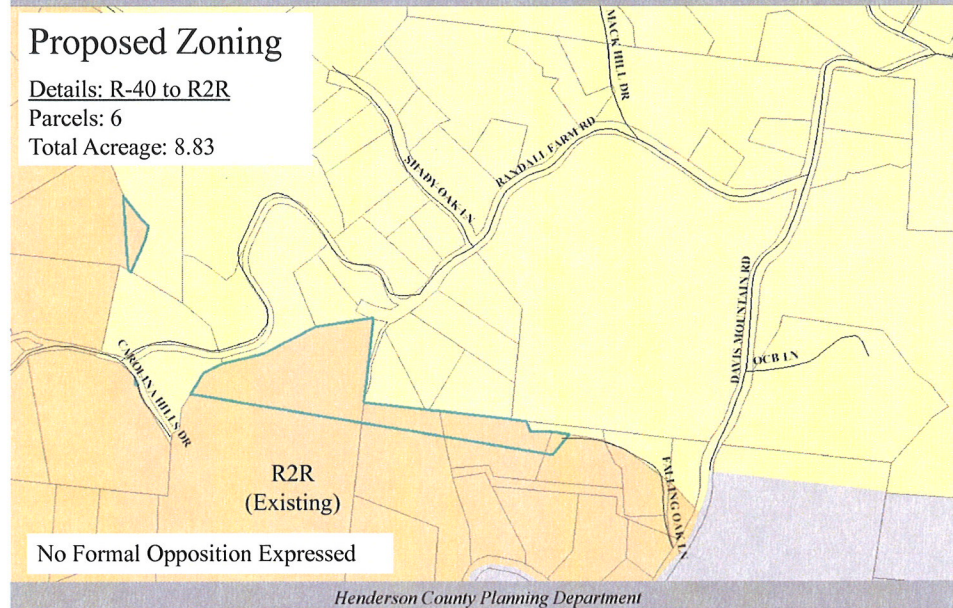 Proposed Zoning
Details: R-40 to R2R
Parcels: 6
Total Acreage: 8.83
MACK HILL DR
RANDALL FARM RD
SHADY OAK LN
DAVIS MOUNTAIN RD
OCB LN
CAROLINA HILLS DR
FALLING OAK LN
R2R
(Existing)
No Formal Opposition Expressed
Henderson County Planning Department